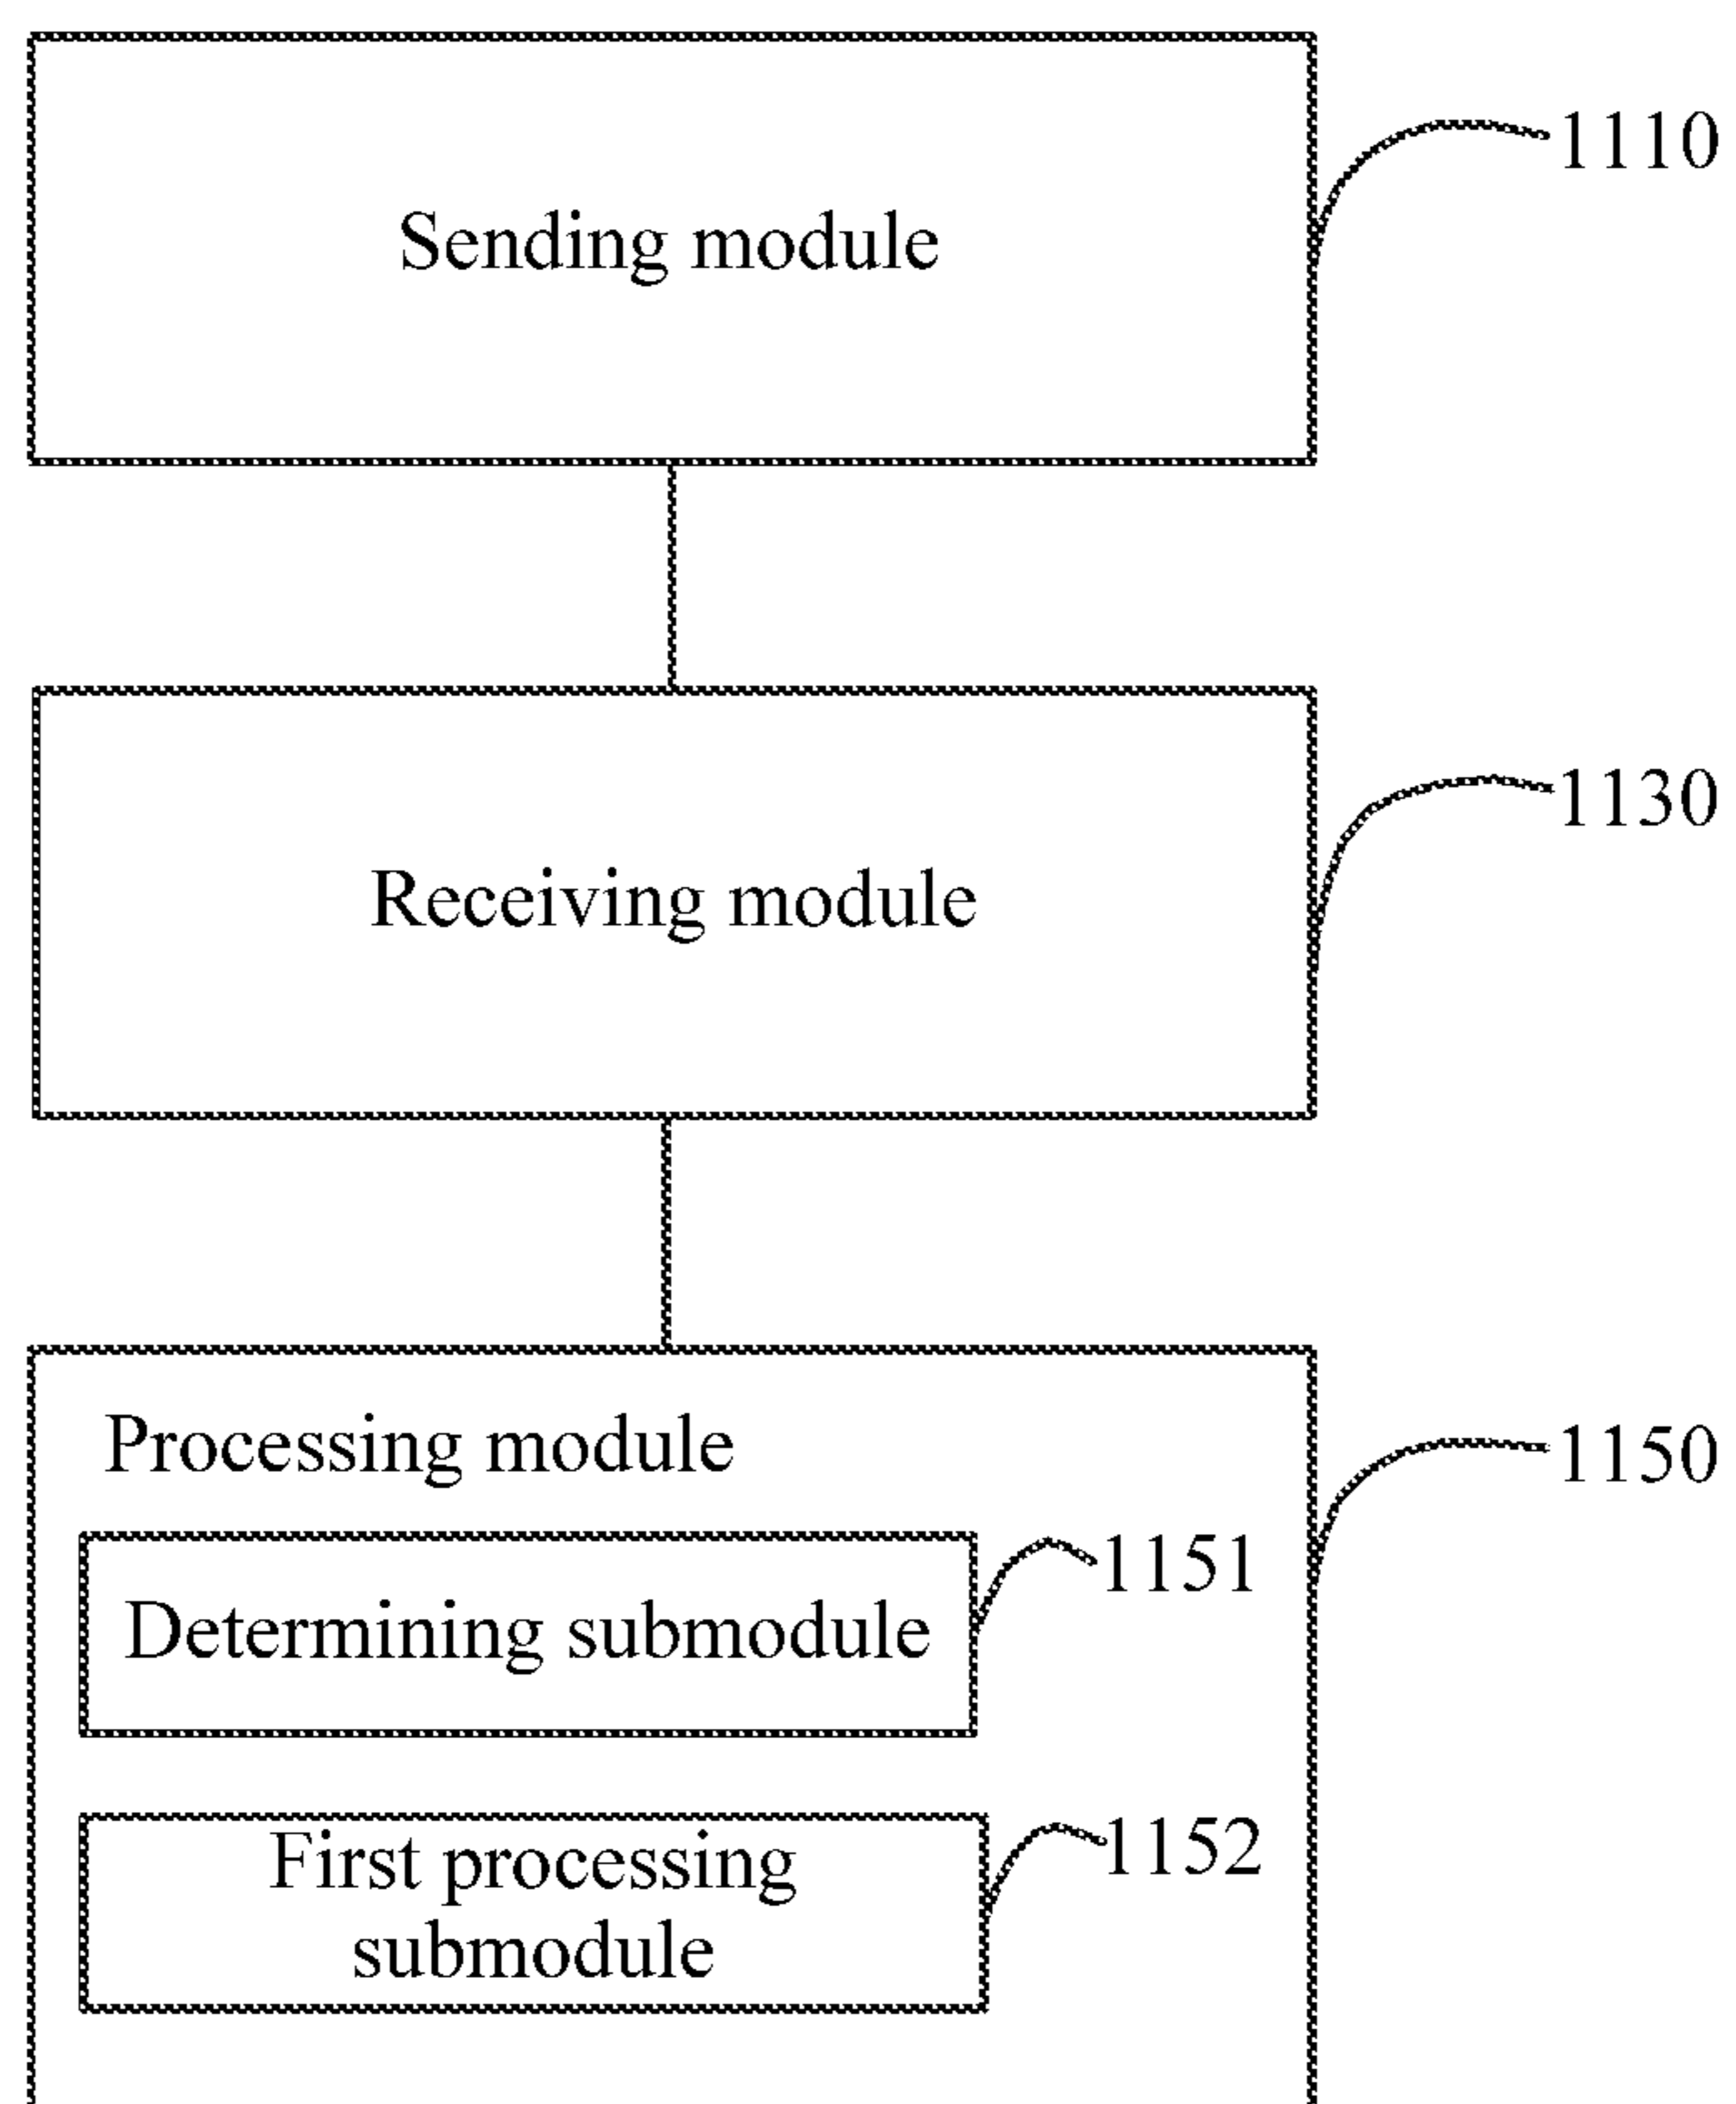 1110
Sending module
1130
Receiving module
Processing module
1150
1151
Determining submodule
1152
First processing
submodule